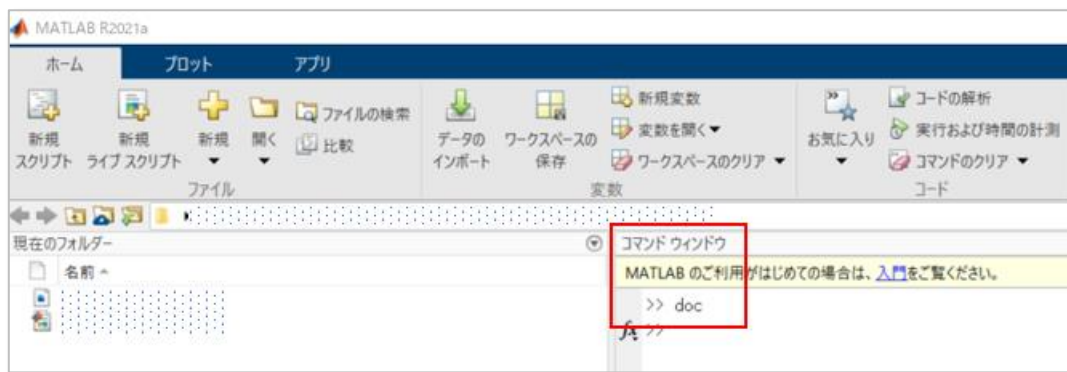 MATLAB R2021a
ホーム プロット アプリ
新規 スクリプト
新規 ライブ スクリプト
新規
開く
ファイルの検索
比較
データの インポート
ワークスペースの 保存
新規変数
変数を開く
ワークスペースのクリア
お気に入り
コードの解析
実行および時間の計測
コマンドのクリア
ファイル 変数 コード
現在のフォルダー
名前
コマンド ウィンドウ
MATLAB のご利用がはじめての場合は、入門をご覧ください。
>> doc
fx >>